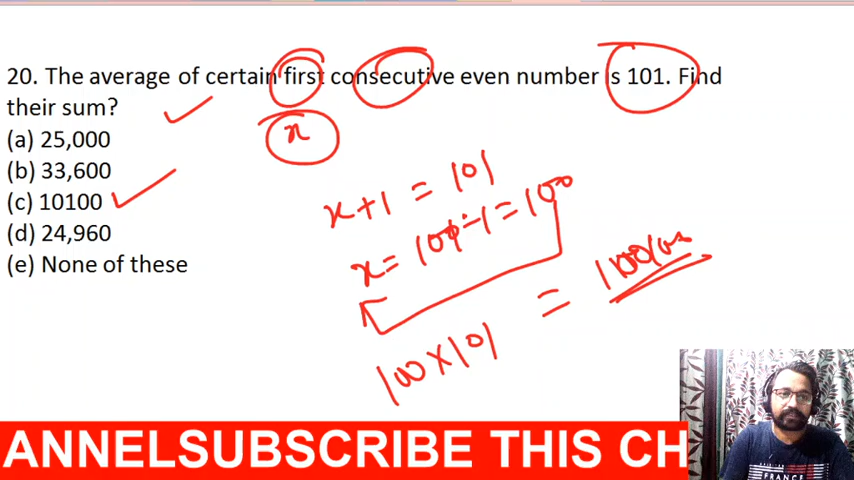 20. The average of certain first consecutive even number is 101. Find
their sum?
(a) 25,000
(b) 33,600
(c) 10100
(d) 24,960
(e) None of these
x
x+1 = 101
x = 101-1 = 100
100 X 101 =
ANNELSUBSCRIBE THIS CH
FRANCE